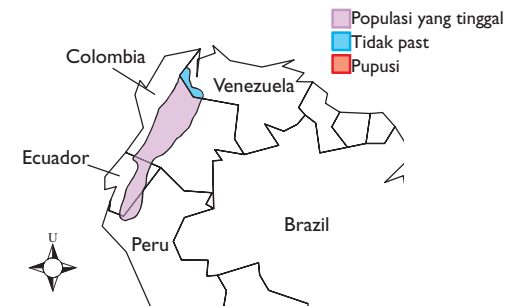 Populasi yang tinggal
Tidak past
Pupusi
Colombia
Venezuela
Ecuador
Brazil
Peru
U